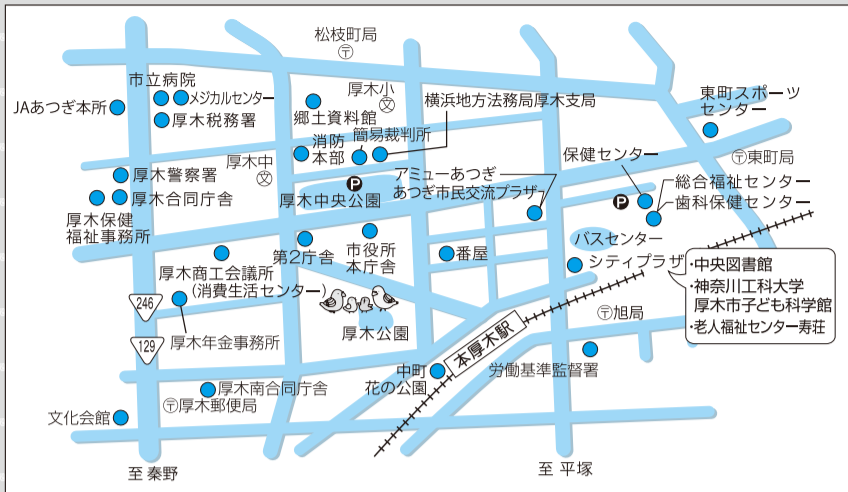 松枝町局
〒
市立病院
メジカルセンター
JAあつぎ本所
厚木税務署
郷土資料館
厚木小
文
横浜地方法務局厚木支局
東町スポーツ
センター
消防
本部
簡易裁判所
厚木中
文
保健センター
〒東町局
厚木警察署
厚木合同庁舎
厚木保健
福祉事務所
P
厚木中央公園
アミューあつぎ
あつぎ市民交流プラザ
P
総合福祉センター
歯科保健センター
バスセンター
シティプラザ
・中央図書館
・神奈川工科大学
厚木市子ども科学館
・老人福祉センター寿荘
第2庁舎
市役所
本庁舎
番屋
厚木商工会議所
(消費生活センター)
246
厚木年金事務所
129
厚木公園
本厚木駅
〒旭局
中町
花の公園
労働基準監督署
厚木南合同庁舎
〒厚木郵便局
文化会館
至 秦野
至 平塚